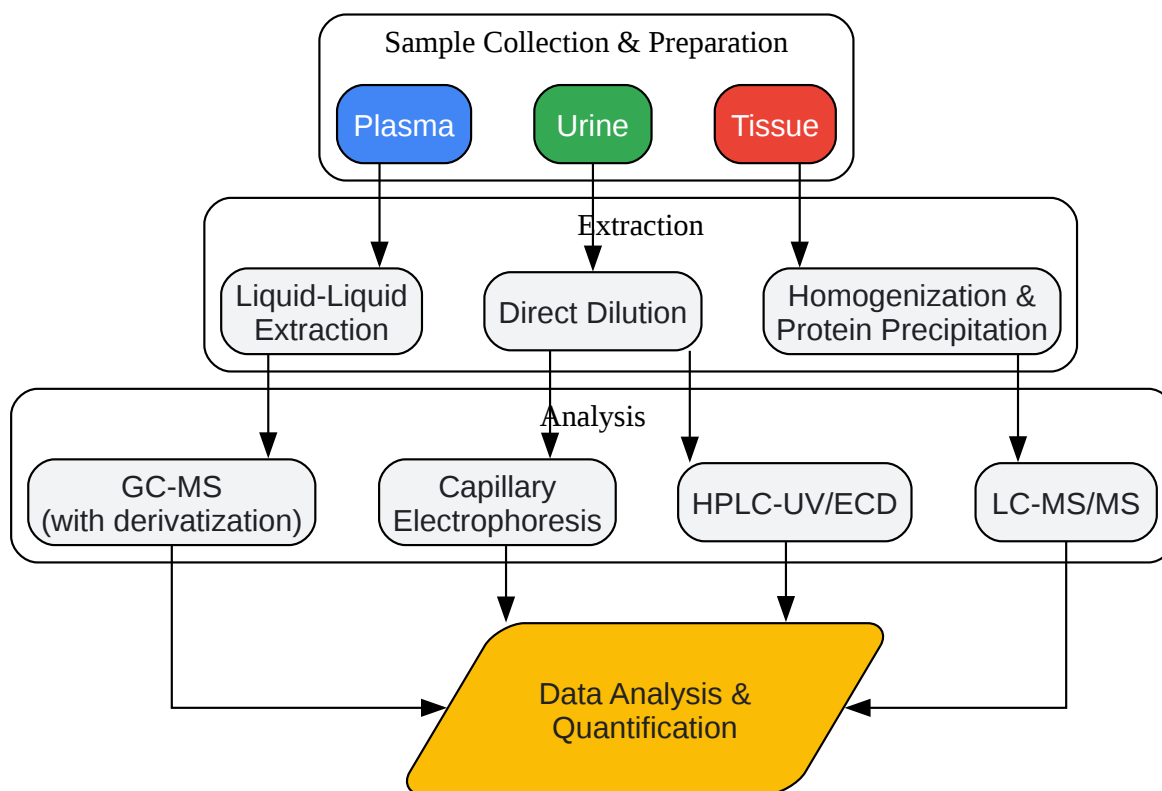 Sample Collection & Preparation
Plasma
Urine
Tissue
Extraction
Liquid-Liquid
Extraction
Direct Dilution
Homogenization &
Protein Precipitation
Analysis
GC-MS
(with derivatization)
Capillary
Electrophoresis
HPLC-UV/ECD
LC-MS/MS
Data Analysis &
Quantification